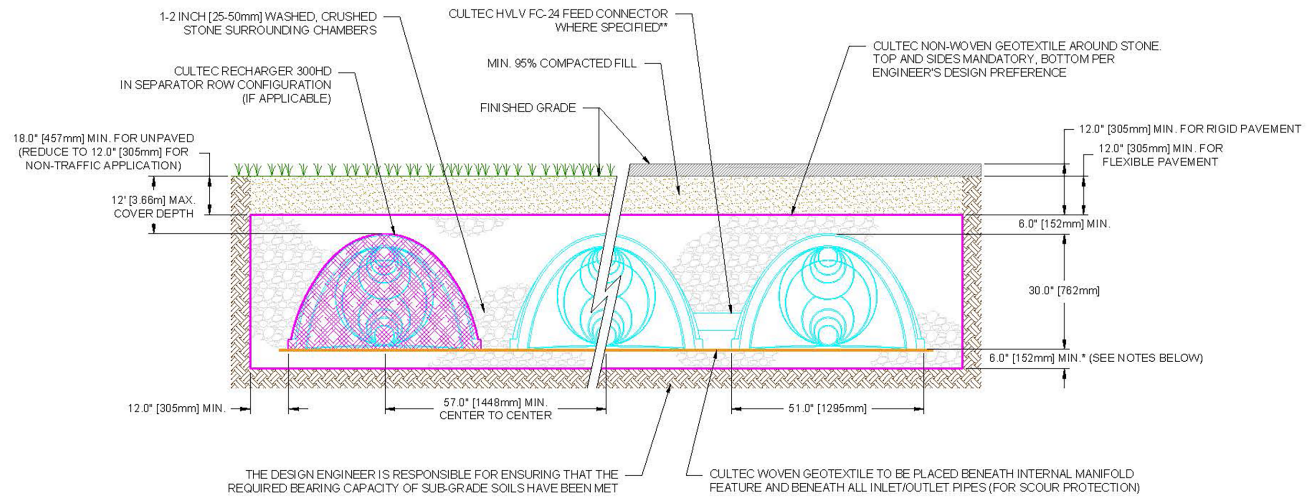 1-2 INCH [25-50mm] WASHED, CRUSHED
STONE SURROUNDING CHAMBERS
CULTEC HVLV FC-24 FEED CONNECTOR
WHERE SPECIFIED**
CULTEC NON-WOVEN GEOTEXTILE AROUND STONE.
TOP AND SIDES MANDATORY, BOTTOM PER
ENGINEER'S DESIGN PREFERENCE
CULTEC RECHARGER 300HD
IN SEPARATOR ROW CONFIGURATION
(IF APPLICABLE)
MIN. 95% COMPACTED FILL
FINISHED GRADE
18.0" [457mm] MIN. FOR UNPAVED
(REDUCE TO 12.0" [305mm] FOR
NON-TRAFFIC APPLICATION)
12.0" [305mm] MIN. FOR RIGID PAVEMENT
12.0" [305mm] MIN. FOR
FLEXIBLE PAVEMENT
12' [3.66m] MAX.
COVER DEPTH
6.0" [152mm] MIN.
30.0" [762mm]
6.0" [152mm] MIN.* (SEE NOTES BELOW)
12.0" [305mm] MIN.
57.0" [1448mm] MIN.
CENTER TO CENTER
51.0" [1295mm]
THE DESIGN ENGINEER IS RESPONSIBLE FOR ENSURING THAT THE
REQUIRED BEARING CAPACITY OF SUB-GRADE SOILS HAVE BEEN MET
CULTEC WOVEN GEOTEXTILE TO BE PLACED BENEATH INTERNAL MANIFOLD
FEATURE AND BENEATH ALL INLET/OUTLET PIPES (FOR SCOUR PROTECTION)